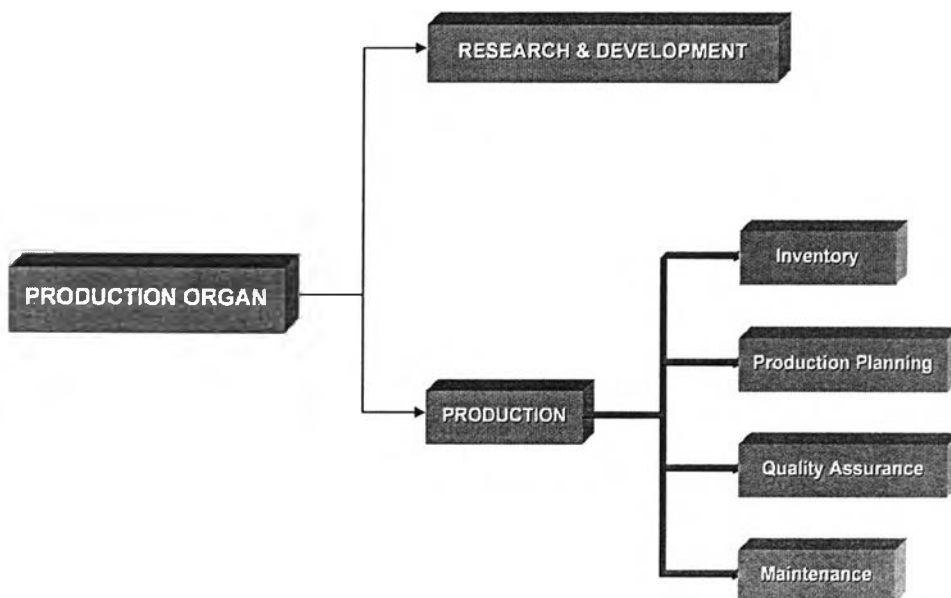 RESEARCH & DEVELOPMENT
PRODUCTION ORGAN
PRODUCTION
Inventory
Production Planning
Quality Assurance
Maintenance